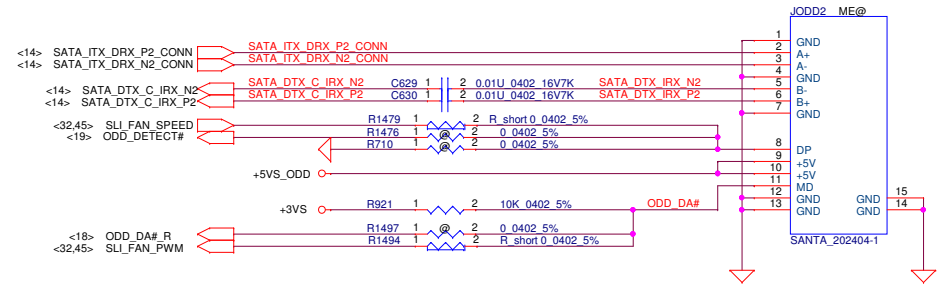 JODD2 ME@
1 GND
<14> SATA_ITX_DRX_P2_CONN SATA_ITX_DRX_P2_CONN 2 A+
<14> SATA_ITX_DRX_N2_CONN SATA_ITX_DRX_N2_CONN 3 A-
4 GND
<14> SATA_DTX_C_IRX_N2 SATA_DTX_C_IRX_N2 C629 1 2 0.01U_0402_16V7K SATA_DTX_IRX_N2 5 B-
<14> SATA_DTX_C_IRX_P2 SATA_DTX_C_IRX_P2 C630 1 2 0.01U_0402_16V7K SATA_DTX_IRX_P2 6 B+
7 GND
<32,45> SLI_FAN_SPEED R1479 1 2 R_short 0_0402_5%
<19> ODD_DETECT# R1476 1 @ 2 0_0402_5%
R710 1 @ 2 0_0402_5% 8 DP
9 +5V
+5VS_ODD 10 +5V
11 MD
12 GND GND 15
+3VS R921 1 2 10K_0402_5% ODD_DA# 13 GND GND 14
<18> ODD_DA#_R R1497 1 @ 2 0_0402_5%
<32,45> SLI_FAN_PWM R1494 1 2 R_short 0_0402_5%
SANTA_202404-1